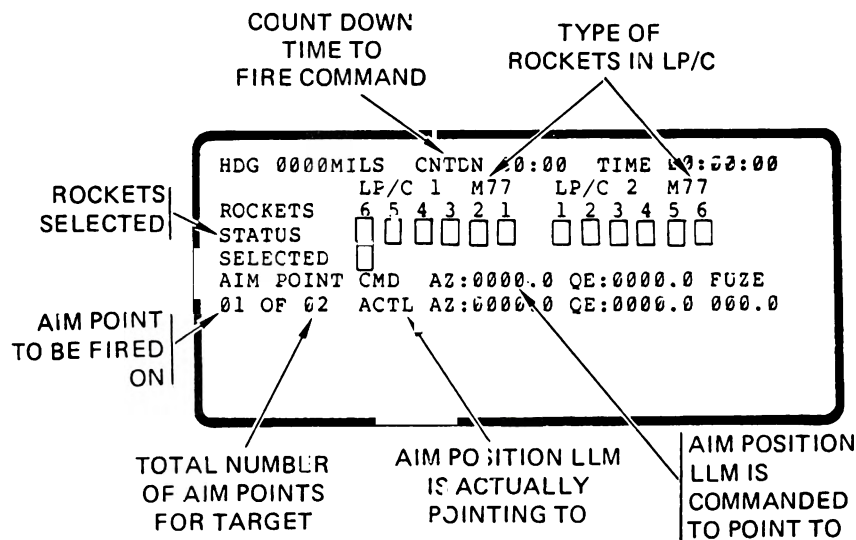 COUNT DOWN
TIME TO
FIRE COMMAND
TYPE OF
ROCKETS IN LP/C
HDG 0000MILS CNTDN 00:00 TIME 00:00:00
LP/C 1 M77 LP/C 2 M77
ROCKETS 6 5 4 3 2 1 1 2 3 4 5 6
STATUS
SELECTED
AIM POINT CMD AZ:0000.0 QE:0000.0 FUZE
01 OF 02 ACTL AZ:0000.0 QE:0000.0 000.0
ROCKETS
SELECTED
AIM POINT
TO BE FIRED
ON
TOTAL NUMBER
OF AIM POINTS
FOR TARGET
AIM POSITION LLM
IS ACTUALLY
POINTING TO
AIM POSITION
LLM IS
COMMANDED
TO POINT TO